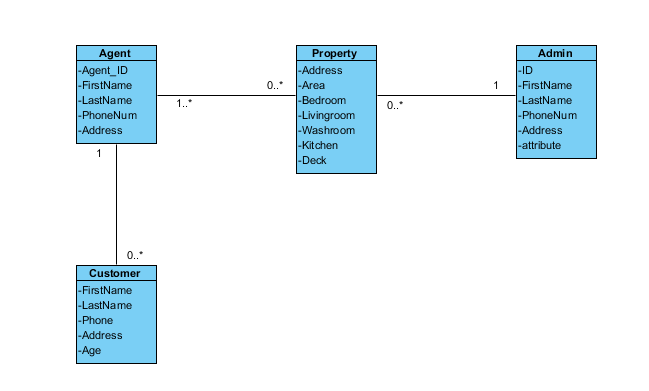 Agent
-Agent_ID
-FirstName
-LastName
-PhoneNum
-Address
1..*
0..*
Property
-Address
-Area
-Bedroom
-Livingroom
-Washroom
-Kitchen
-Deck
0..*
1
Admin
-ID
-FirstName
-LastName
-PhoneNum
-Address
-attribute
1
0..*
Customer
-FirstName
-LastName
-Phone
-Address
-Age